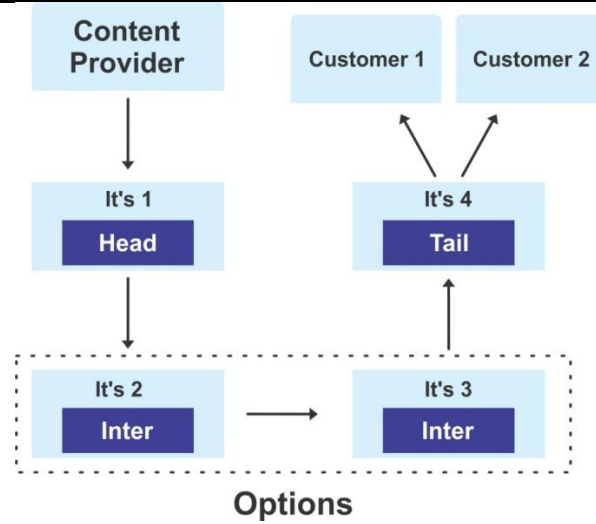 Content
Provider
Customer 1
Customer 2
It's 1
Head
It's 4
Tail
It's 2
Inter
It's 3
Inter
Options